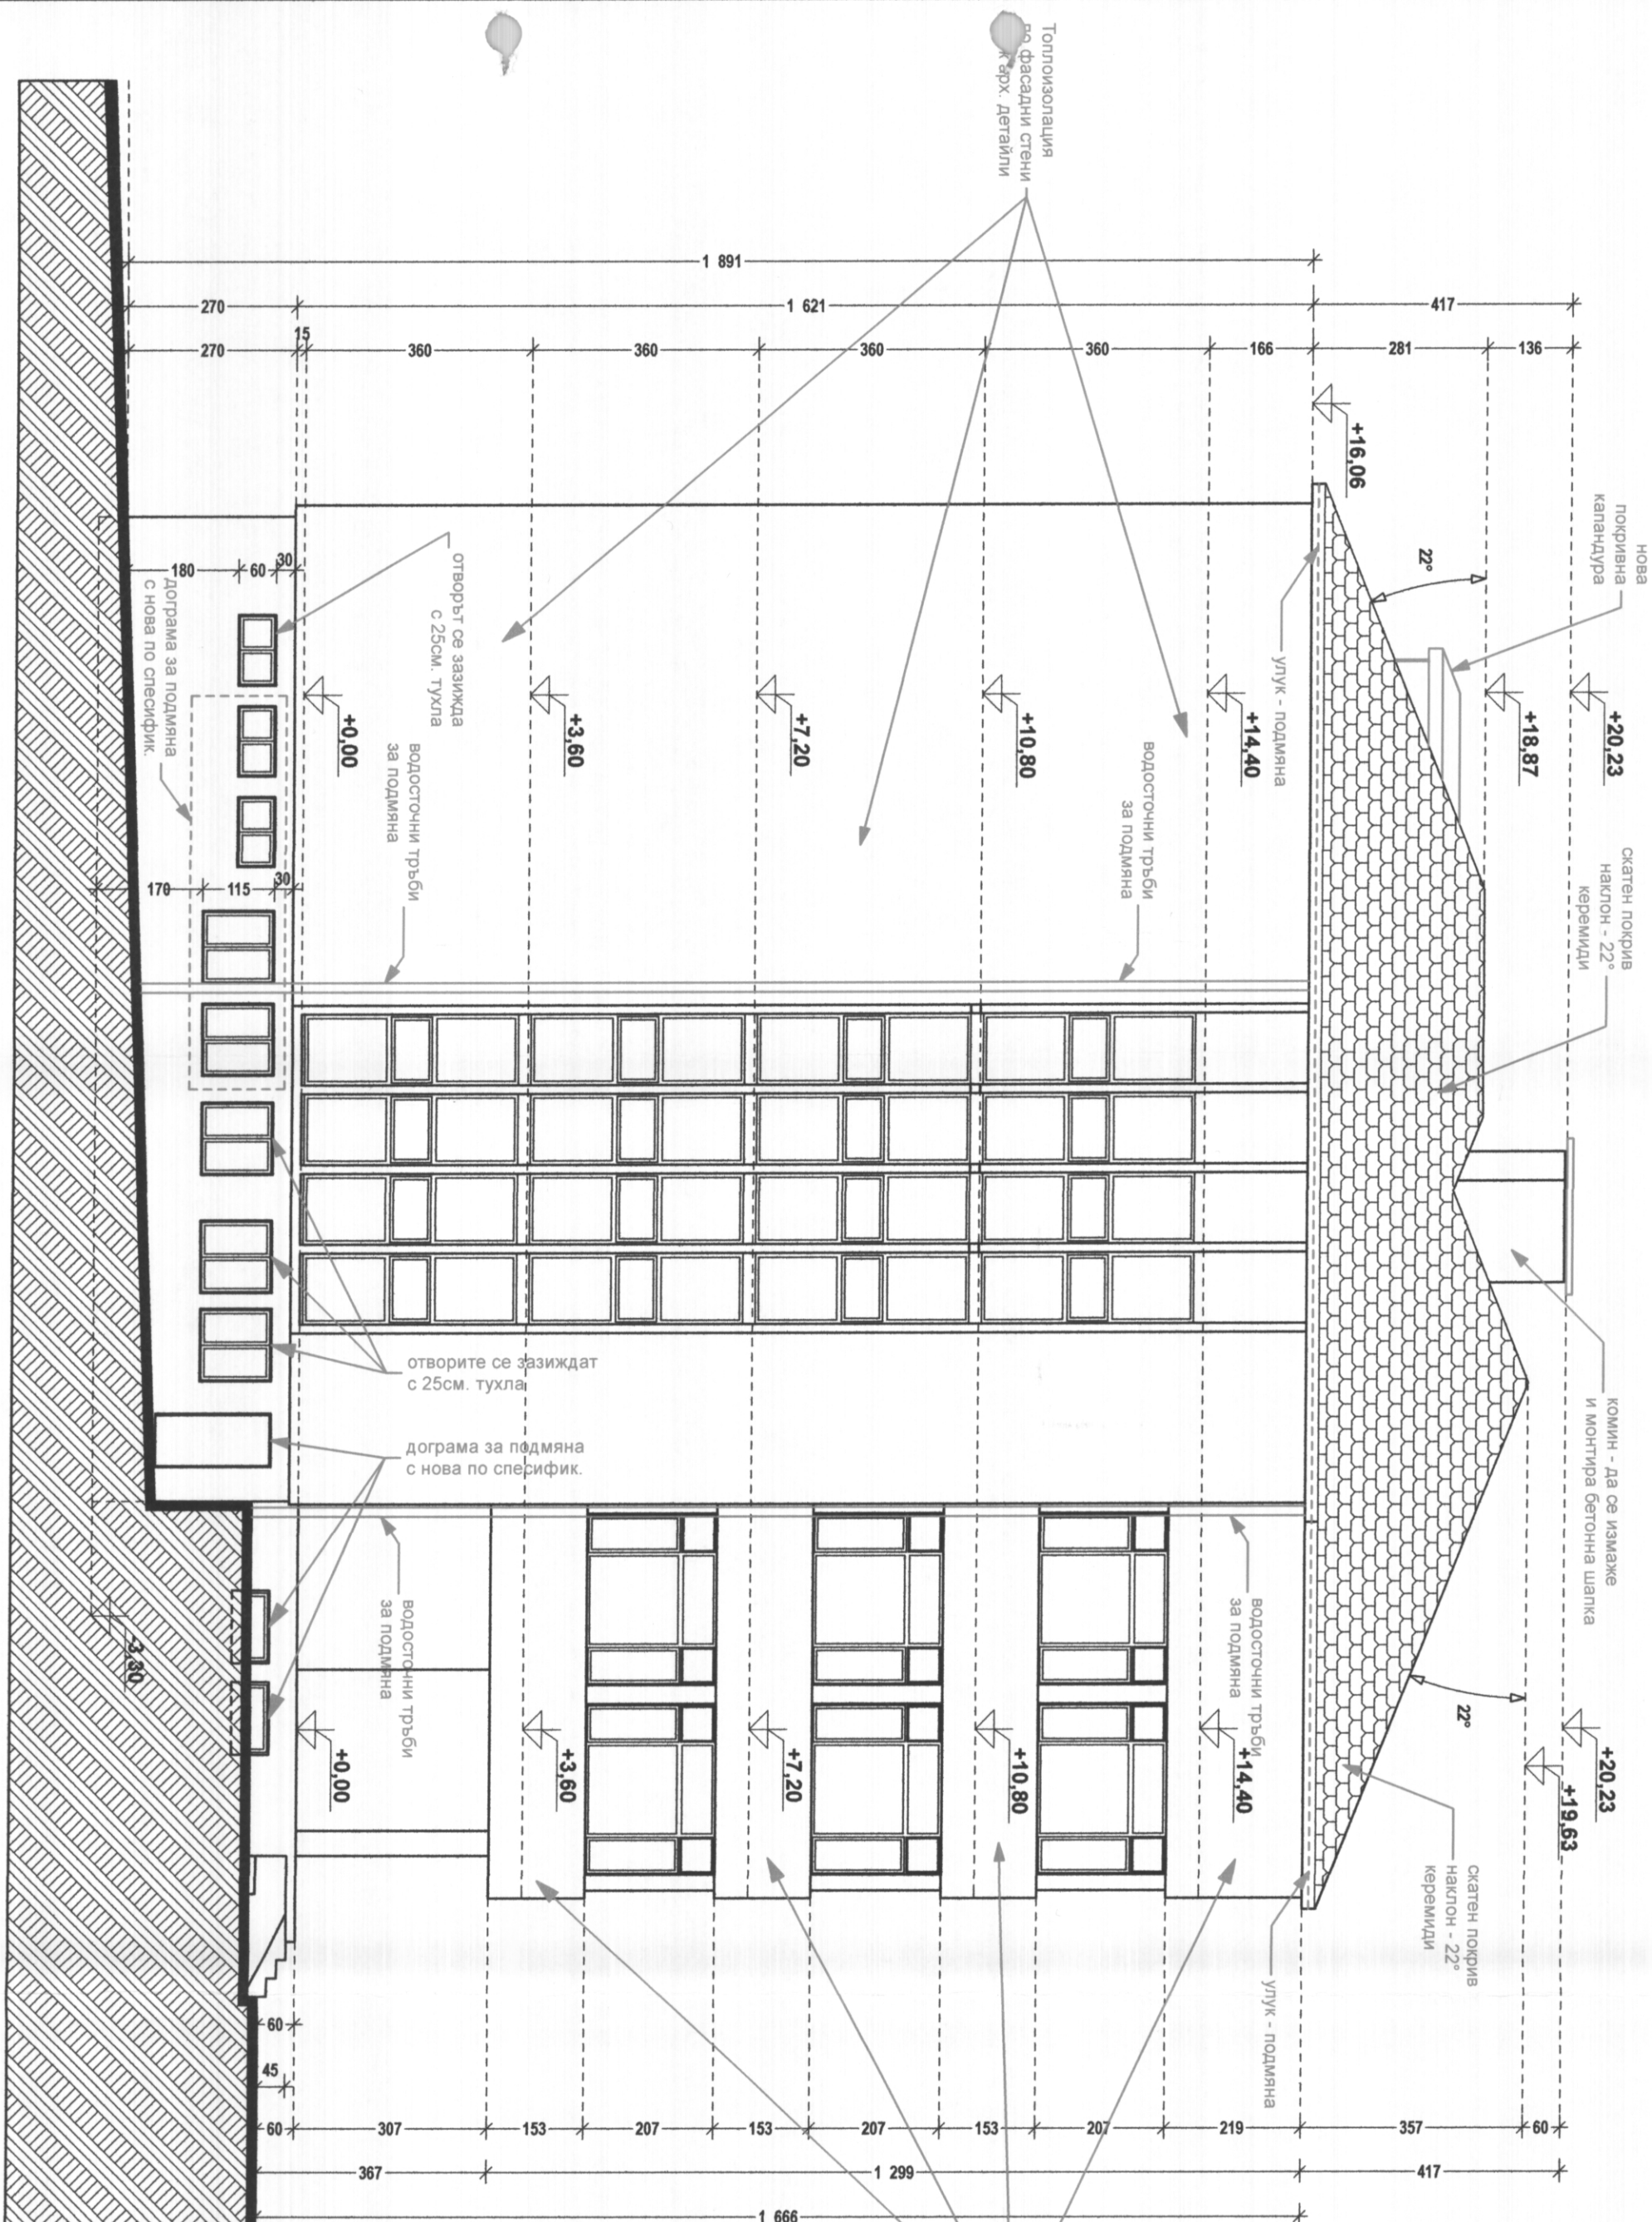 Топлоизолация
по фасадни стени
к арх. детайли
1 891
270
1 621
417
270
15
360
360
360
360
166
281
136
+16,06
нова
покривна
капандура
22°
+20,23
+18,87
+14,40
+10,80
+7,20
+3,60
+0,00
улук - подмяна
180
60
30
отворът се зазижда
с 25см. тухла
дограма за подмяна
с нова по спесифик.
водосточни тръби
за подмяна
водосточни тръби
за подмяна
скатен покрив
наклон - 22°
керемиди
170
115
30
отворите се зазиждат
с 25см. тухла
дограма за подмяна
с нова по спесифик.
комин - да се измаже
и монтира бетонна шапка
водосточни тръби
за подмяна
водосточни тръби
за подмяна
-3,30
+0,00
+3,60
+7,20
+10,80
+14,40
22°
+20,23
+19,63
скатен покрив
наклон - 22°
керемиди
улук - подмяна
60
45
60
307
153
207
153
207
153
207
219
357
60
367
1 299
417
1 666